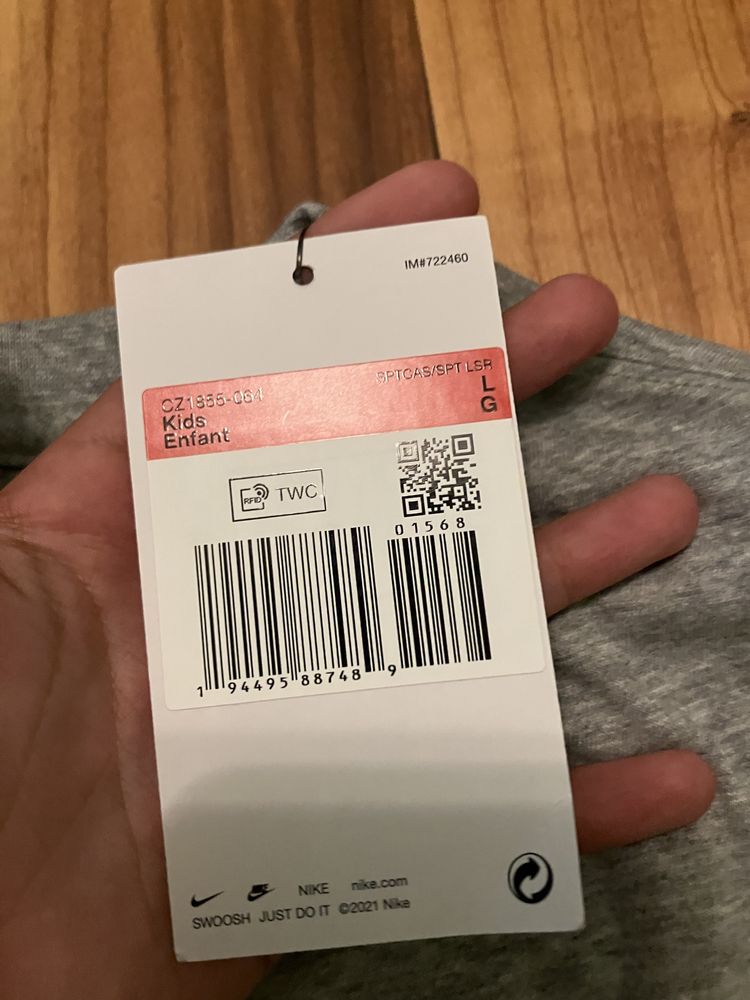 IM#722460
SPTCAS/SPT LSR
CZ1855-064
L
Kids
G
Enfant
RFID TWC
01568
1 94495 88748 9
NIKE nike.com
SWOOSH JUST DO IT ©2021 Nike